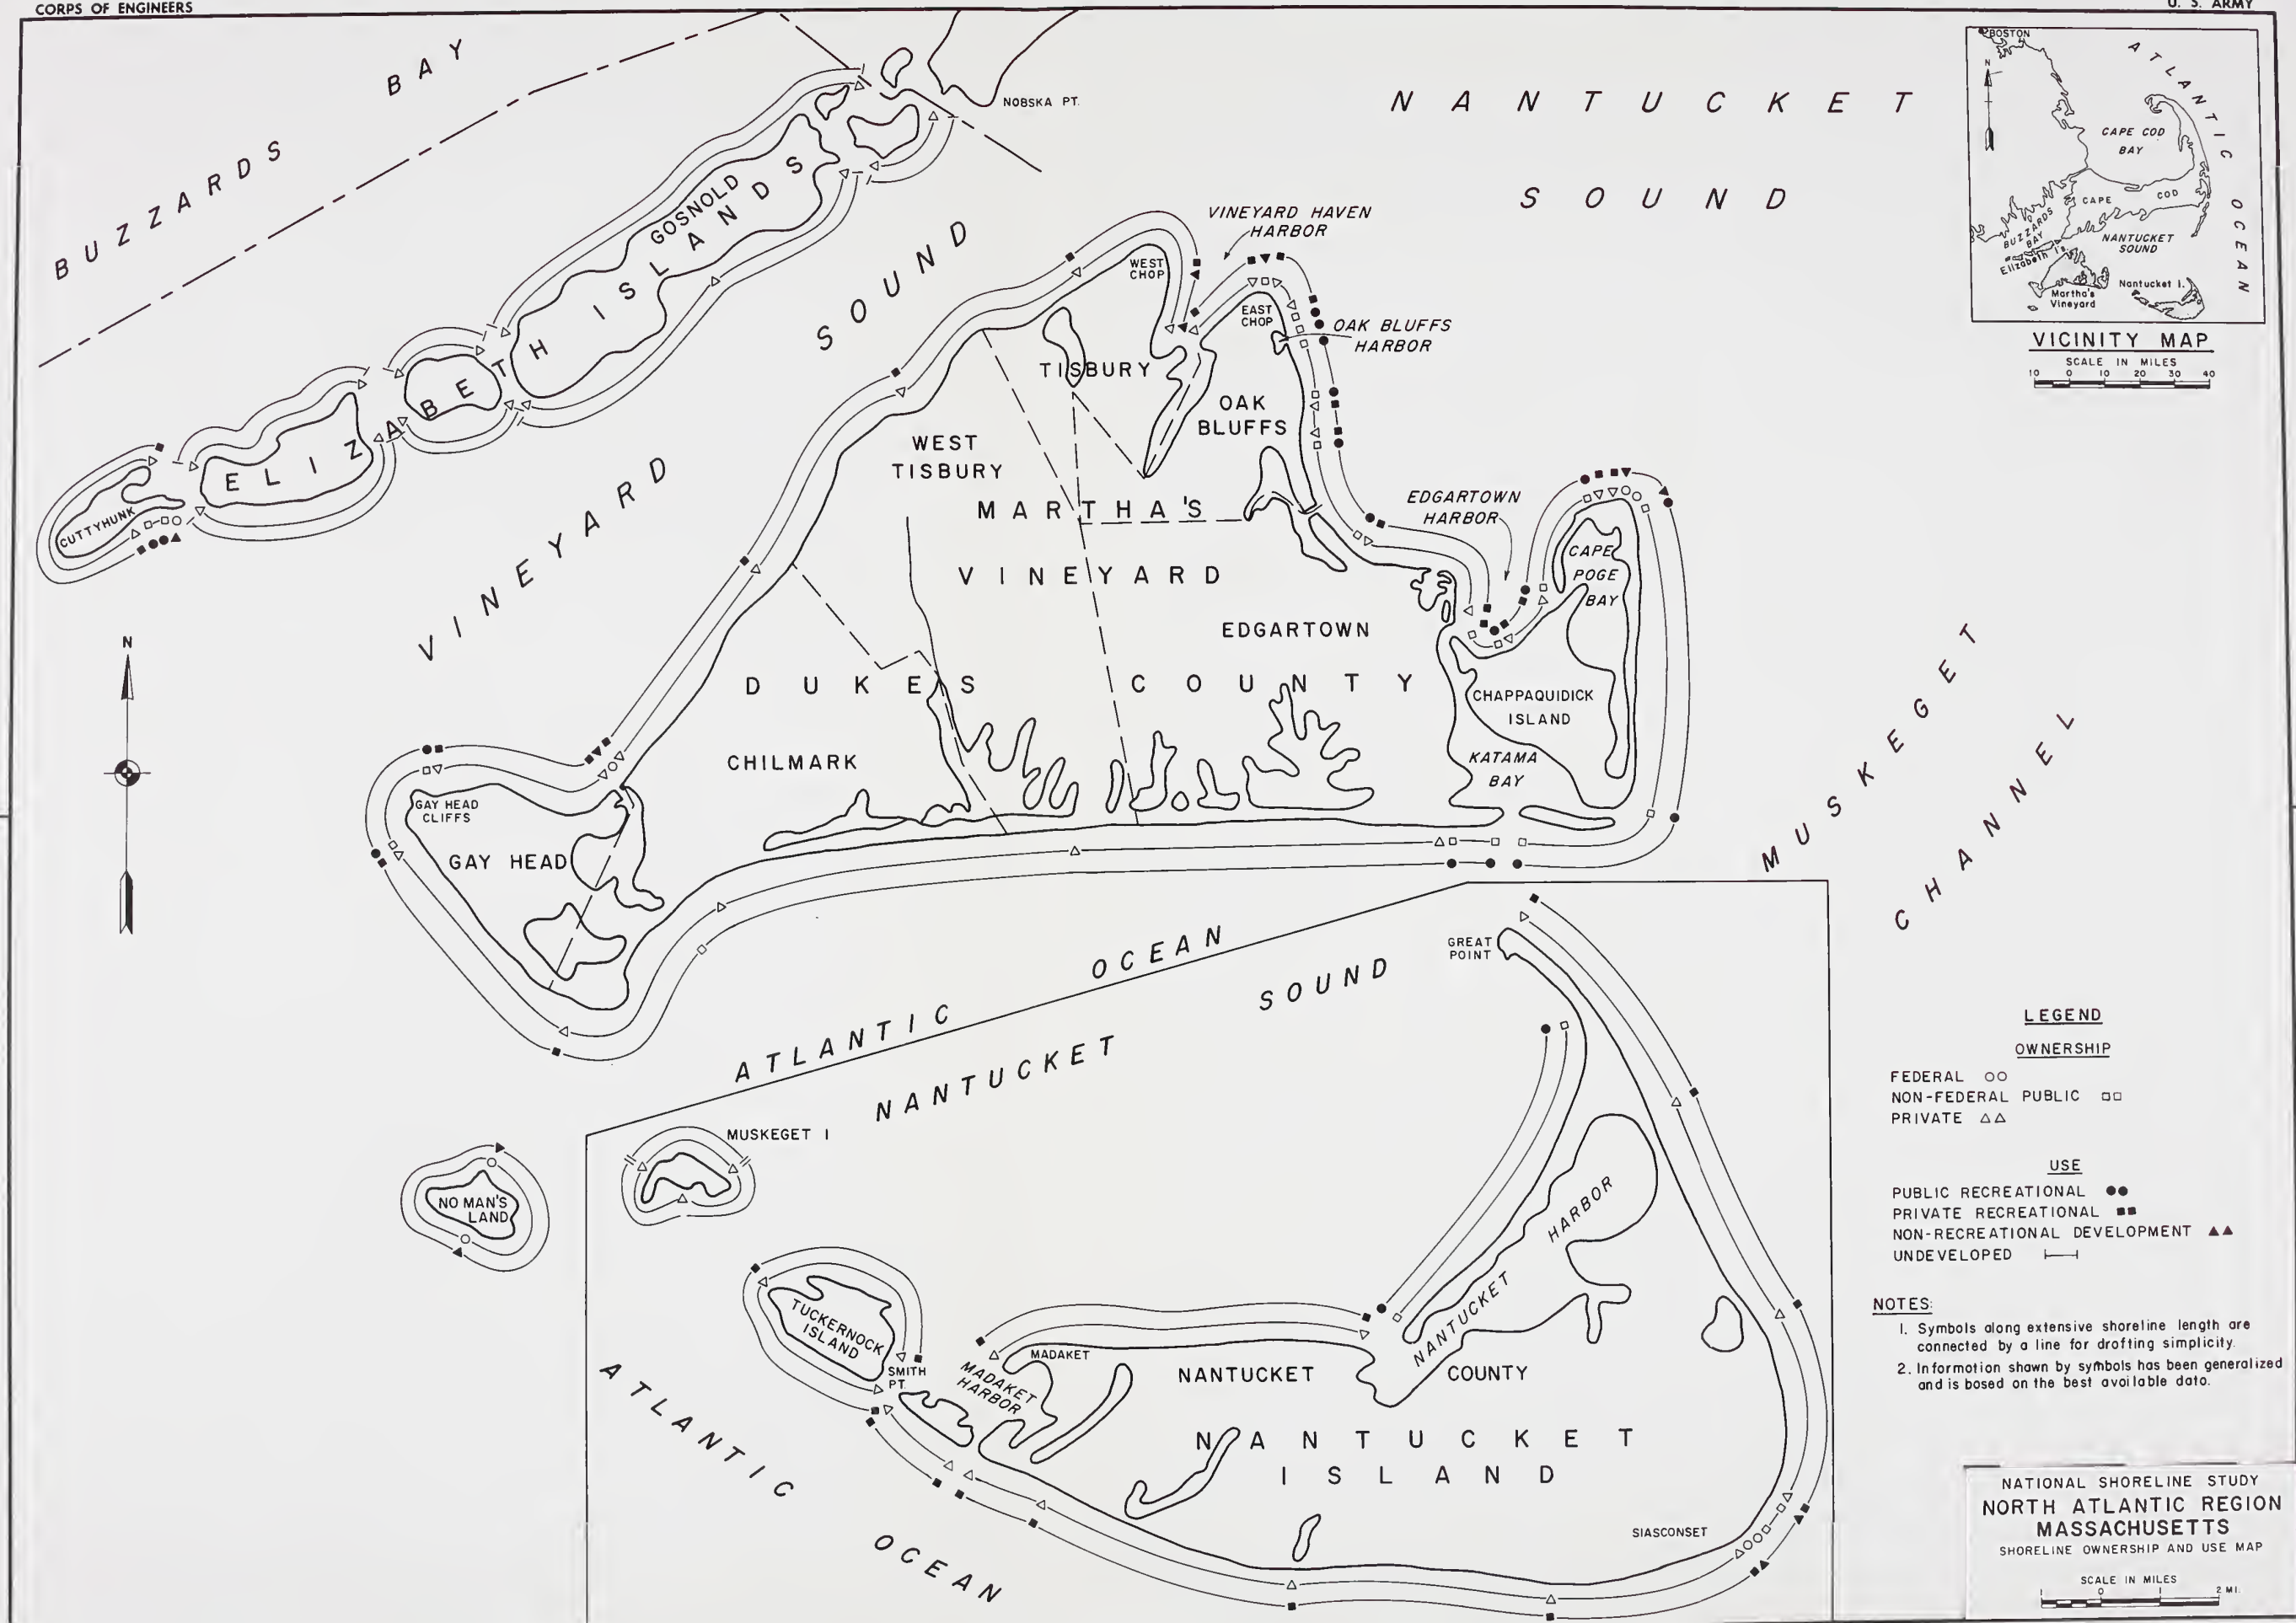 CORPS OF ENGINEERS
U. S. ARMY
BUZZARDS BAY
NOBSKA PT.
NANTUCKET
SOUND
GOSNOLD
ELIZABETH ISLANDS
CUTTYHUNK
VINEYARD SOUND
VINEYARD HAVEN
HARBOR
WEST
CHOP
EAST
CHOP
OAK BLUFFS
HARBOR
TISBURY
OAK
BLUFFS
WEST
TISBURY
MARTHA'S
VINEYARD
EDGARTOWN
HARBOR
CAPE
POGE
BAY
EDGARTOWN
DUKES COUNTY
CHAPPAQUIDICK
ISLAND
CHILMARK
KATAMA
BAY
GAY HEAD
CLIFFS
GAY HEAD
N
MUSKEGET
CHANNEL
ATLANTIC OCEAN
NANTUCKET SOUND
GREAT
POINT
MUSKEGET I
NO MAN'S
LAND
TUCKERNOCK
ISLAND
SMITH
PT.
MADAKET
HARBOR
MADAKET
NANTUCKET HARBOR
NANTUCKET COUNTY
NANTUCKET
ISLAND
SIASCONSET
ATLANTIC OCEAN
BOSTON
N
ATLANTIC OCEAN
CAPE COD
BAY
CAPE COD
BUZZARDS
BAY
Elizabeth I's.
NANTUCKET
SOUND
Martha's
Vineyard
Nantucket I.
VICINITY MAP
SCALE IN MILES
10 0 10 20 30 40
LEGEND
OWNERSHIP
FEDERAL ○○
NON-FEDERAL PUBLIC □□
PRIVATE △△
USE
PUBLIC RECREATIONAL ●●
PRIVATE RECREATIONAL ■■
NON-RECREATIONAL DEVELOPMENT ▲▲
UNDEVELOPED
NOTES:
1. Symbols along extensive shoreline length are
connected by a line for drafting simplicity.
2. Information shown by symbols has been generalized
and is based on the best available data.
NATIONAL SHORELINE STUDY
NORTH ATLANTIC REGION
MASSACHUSETTS
SHORELINE OWNERSHIP AND USE MAP
SCALE IN MILES
1 0 1 2 MI.